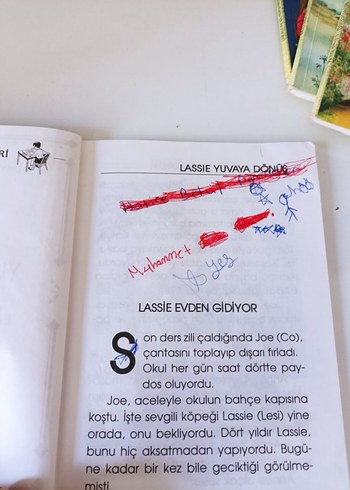 Rİ
LASSIE YUVAYA DÖNÜŞ
Muhammet
yes
LASSİE EVDEN GİDİYOR
Son ders zili çaldığında Joe (Co),
çantasını toplayıp dışarı fırladı.
Okul her gün saat dörtte pay-
dos oluyordu.
Joe, aceleyle okulun bahçe kapısına
koştu. İşte sevgili köpeği Lassie (Lesi) yine
orada, onu bekliyordu. Dört yıldır Lassie,
bunu hiç aksatmadan yapıyordu. Bugü-
ne kadar bir kez bile geciktiği görülme-
mişti.